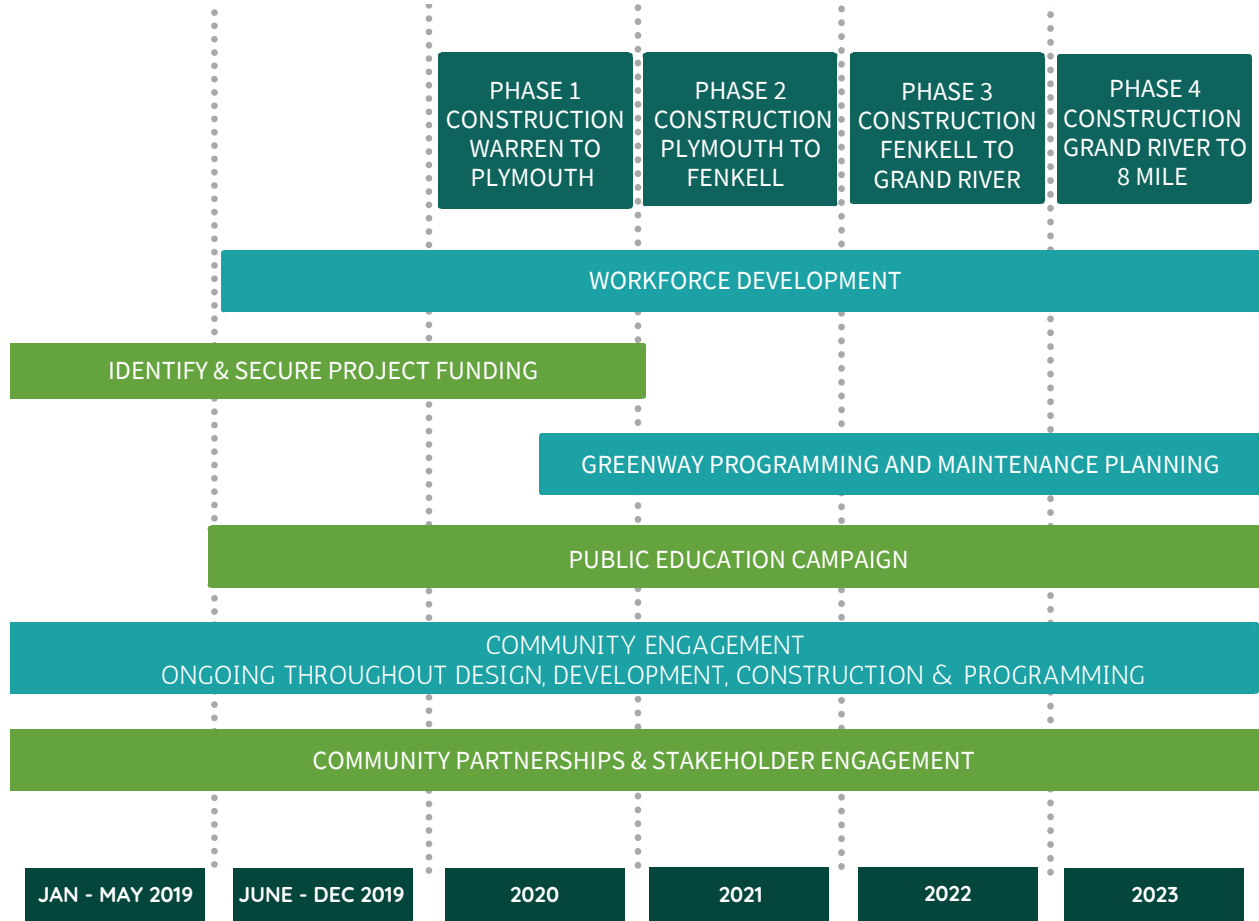 PHASE 1
CONSTRUCTION
WARREN TO
PLYMOUTH
PHASE 2
CONSTRUCTION
PLYMOUTH TO
FENKELL
PHASE 3
CONSTRUCTION
FENKELL TO
GRAND RIVER
PHASE 4
CONSTRUCTION
GRAND RIVER TO
8 MILE
WORKFORCE DEVELOPMENT
IDENTIFY & SECURE PROJECT FUNDING
GREENWAY PROGRAMMING AND MAINTENANCE PLANNING
PUBLIC EDUCATION CAMPAIGN
COMMUNITY ENGAGEMENT
ONGOING THROUGHOUT DESIGN, DEVELOPMENT, CONSTRUCTION & PROGRAMMING
COMMUNITY PARTNERSHIPS & STAKEHOLDER ENGAGEMENT
JAN - MAY 2019
JUNE - DEC 2019
2020
2021
2022
2023